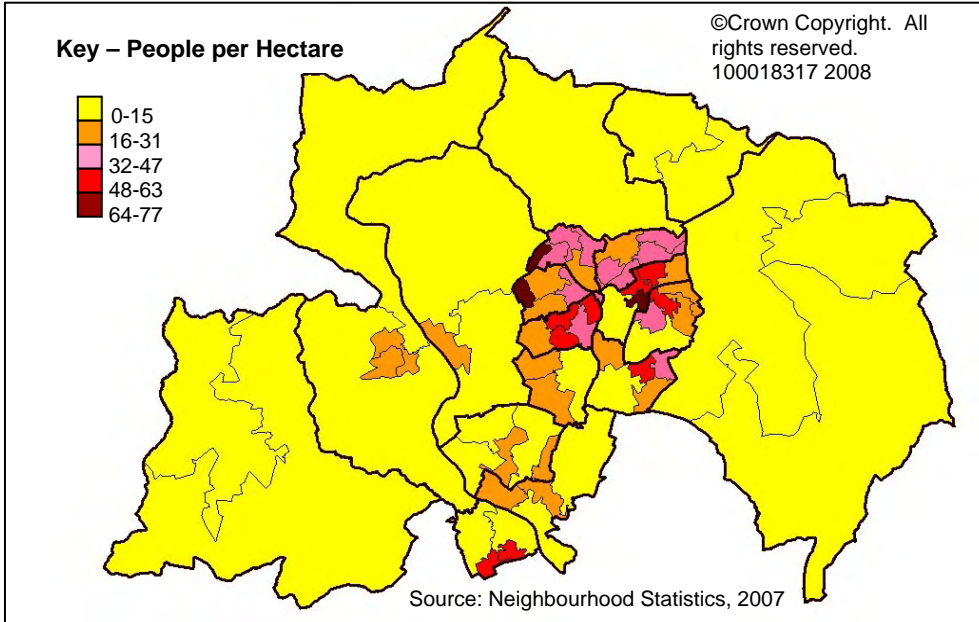 Key – People per Hectare
0-15
16-31
32-47
48-63
64-77
©Crown Copyright. All
rights reserved.
100018317 2008
Source: Neighbourhood Statistics, 2007